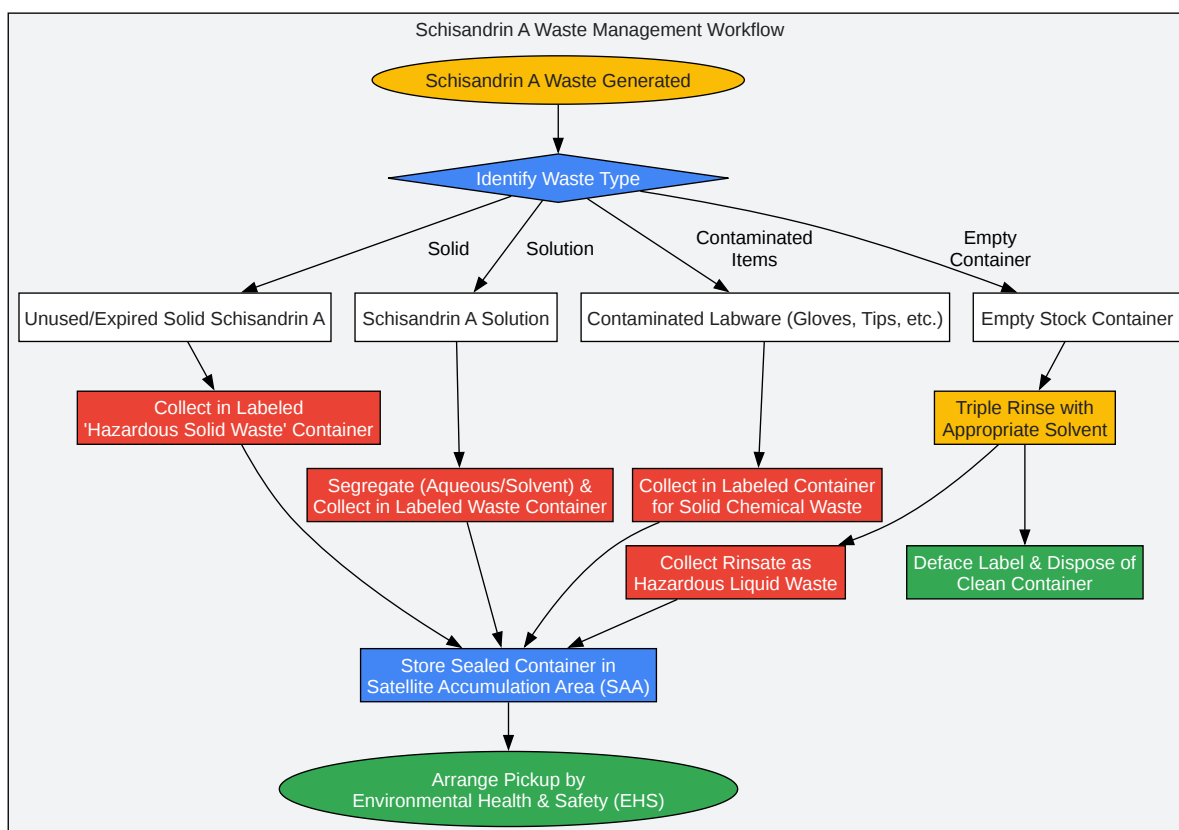 Schisandrin A Waste Management Workflow
Schisandrin A Waste Generated
Identify Waste Type
Solid
Solution
Contaminated
Items
Empty
Container
Unused/Expired Solid Schisandrin A
Schisandrin A Solution
Contaminated Labware (Gloves, Tips, etc.)
Empty Stock Container
Collect in Labeled
'Hazardous Solid Waste' Container
Triple Rinse with
Appropriate Solvent
Segregate (Aqueous/Solvent) &
Collect in Labeled Waste Container
Collect in Labeled Container
for Solid Chemical Waste
Collect Rinsate as
Hazardous Liquid Waste
Deface Label & Dispose of
Clean Container
Store Sealed Container in
Satellite Accumulation Area (SAA)
Arrange Pickup by
Environmental Health & Safety (EHS)